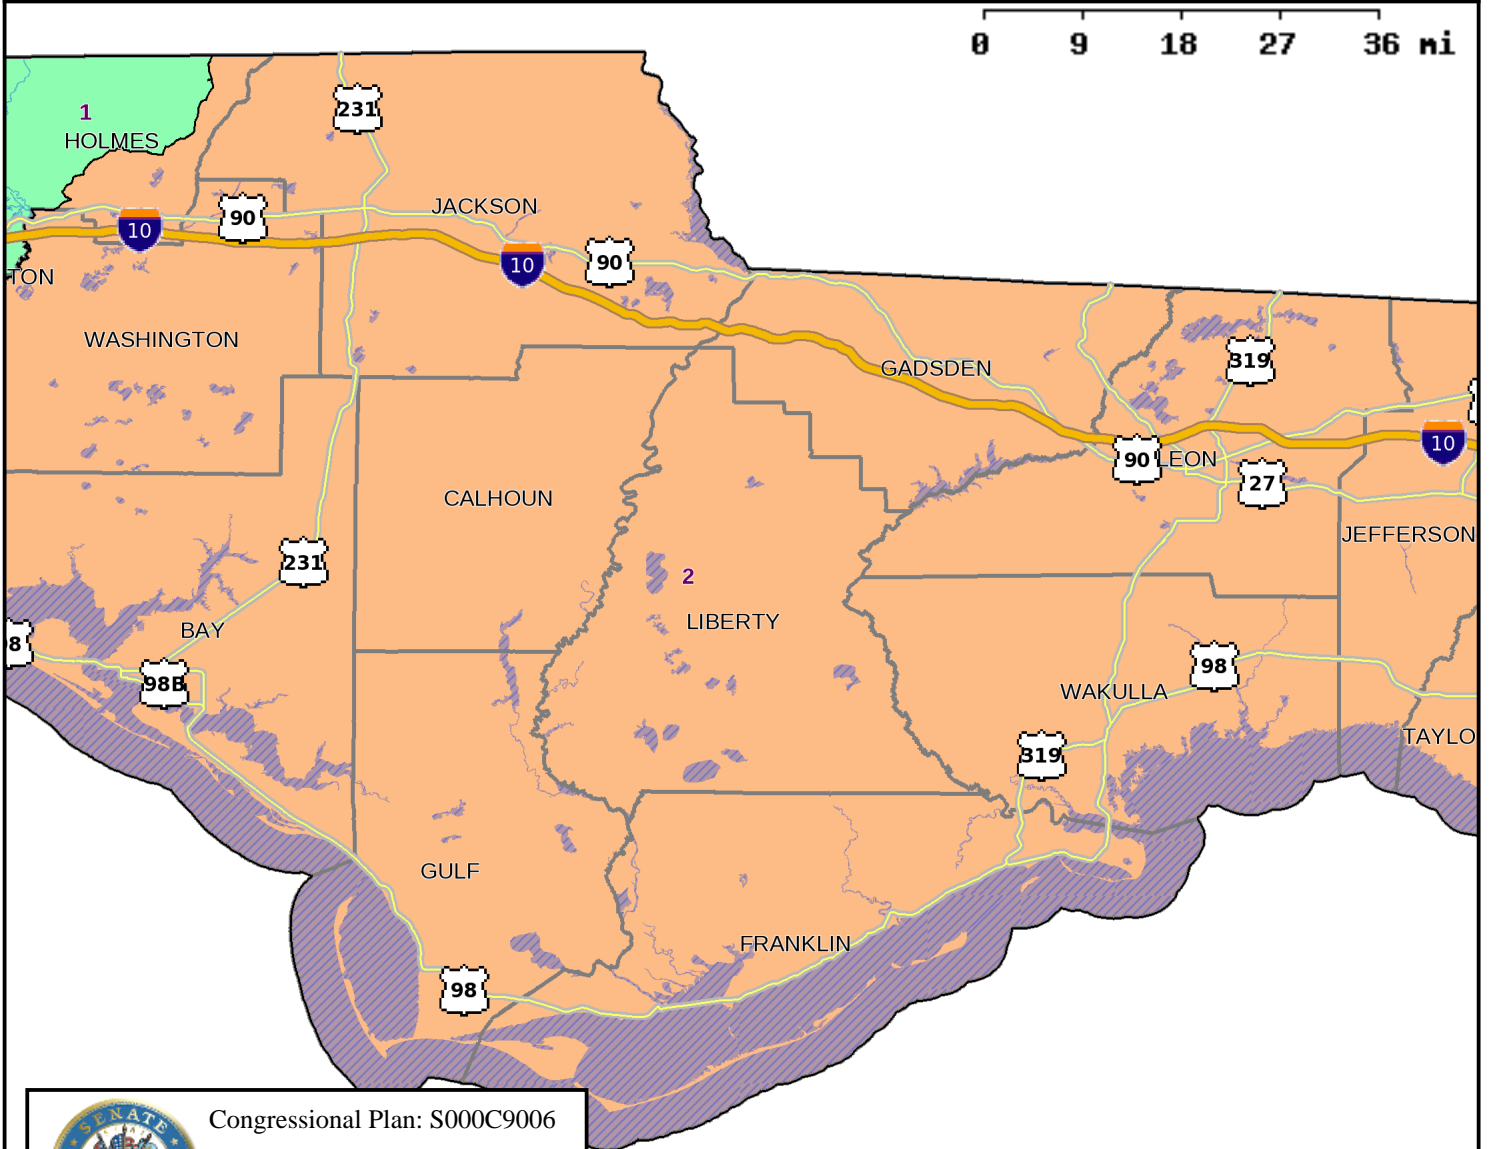 0 9 18 27 36 mi
231
1
HOLMES
JACKSON
90
10
90
10
TON
WASHINGTON
319
GADSDEN
10
90
LEON
27
CALHOUN
JEFFERSON
231
2
LIBERTY
BAY
98
98
98B
WAKULLA
TAYLO
319
GULF
FRANKLIN
98
Congressional Plan: S000C9006
SENATE